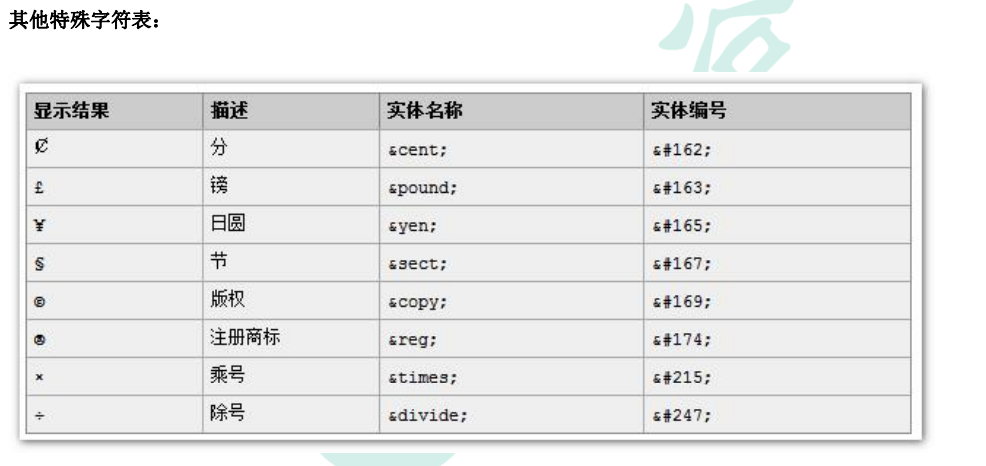 其他特殊字符表：
显示结果 描述 实体名称 实体编号
₡ 分 &cent; &#162;
£ 镑 &pound; &#163;
¥ 日圆 &yen; &#165;
§ 节 &sect; &#167;
© 版权 &copy; &#169;
® 注册商标 &reg; &#174;
× 乘号 &times; &#215;
÷ 除号 &divide; &#247;